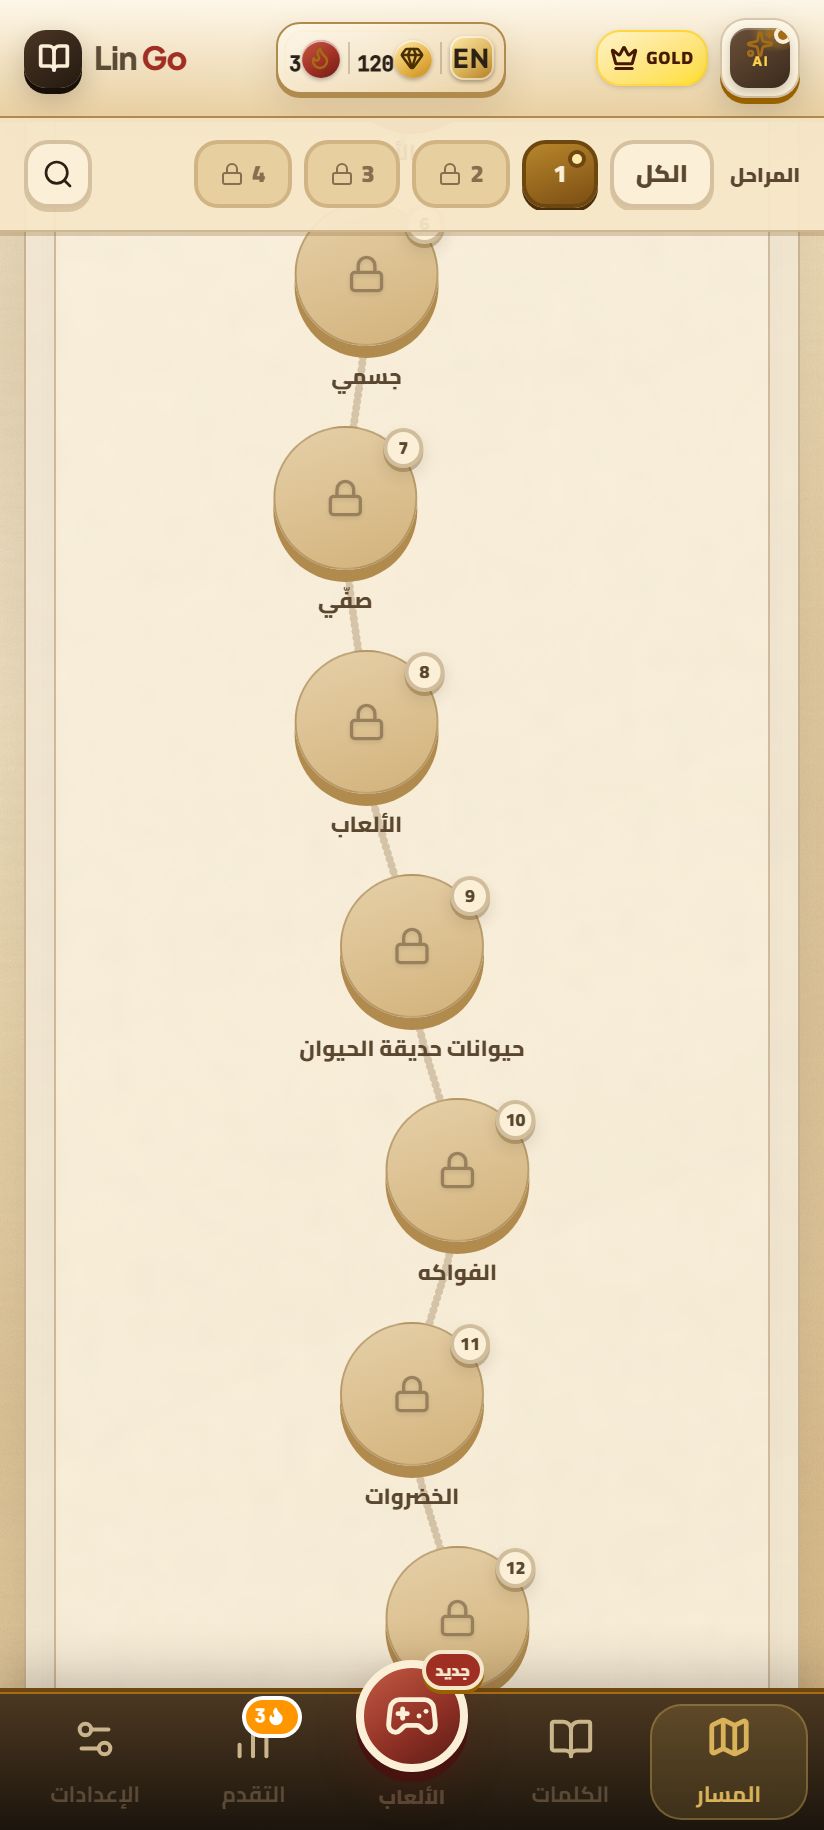 Lin Go
3
120
EN
GOLD
AI
المراحل
الكل
1
2
3
4
6
جسمي
7
صفّي
8
الألعاب
9
حيوانات حديقة الحيوان
10
الفواكه
11
الخضروات
12
جديد
3
المسار
الكلمات
الألعاب
التقدم
الإعدادات